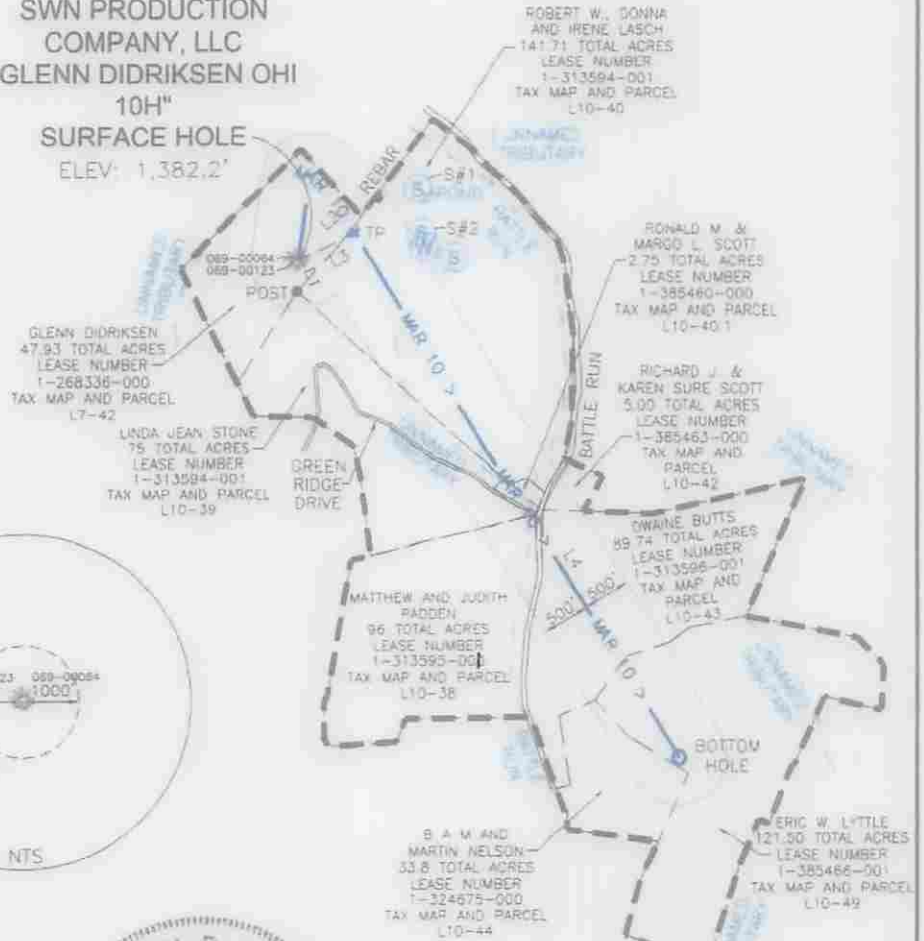 SWN PRODUCTION
COMPANY, LLC
GLENN DIDRIKSEN OHI
10H"
SURFACE HOLE
ELEV: 1,382.2'
ROBERT W., DONNA
AND IRENE LASCH
141.71 TOTAL ACRES
LEASE NUMBER
1-313594-001
TAX MAP AND PARCEL
L10-40
UNNAMED
TRIBUTARY
REBAR
S#1
S#2
S
TP
L3
069-00064
069-00123
POST
UNNAMED
TRIBUTARY
RONALD M. &
MARGO L. SCOTT
2.75 TOTAL ACRES
LEASE NUMBER
1-385460-000
TAX MAP AND PARCEL
L10-40.1
GLENN DIDRIKSEN
47.93 TOTAL ACRES
LEASE NUMBER
1-268336-000
TAX MAP AND PARCEL
L7-42
MAR 10 7
BATTLE RUN
RICHARD J. &
KAREN SURE SCOTT
5.00 TOTAL ACRES
LEASE NUMBER
1-385463-000
TAX MAP AND
PARCEL
L10-42
LINDA JEAN STONE
75 TOTAL ACRES
LEASE NUMBER
1-313594-001
TAX MAP AND PARCEL
L10-39
GREEN
RIDGE
DRIVE
DWAINE BUTTS
89.74 TOTAL ACRES
LEASE NUMBER
1-313596-001
TAX MAP AND
PARCEL
L10-43
L4
500' 500'
MAR 10 7
MATTHEW AND JUDITH
PADDEN
96 TOTAL ACRES
LEASE NUMBER
TAX MAP AND PARCEL
L10-38
069-00064
1000'
NTS
BOTTOM
HOLE
B A M AND
MARTIN NELSON
33.8 TOTAL ACRES
LEASE NUMBER
1-324675-000
TAX MAP AND PARCEL
L10-44
ERIC W. LYTTLE
121.50 TOTAL ACRES
LEASE NUMBER
1-385466-001
TAX MAP AND PARCEL
L10-49